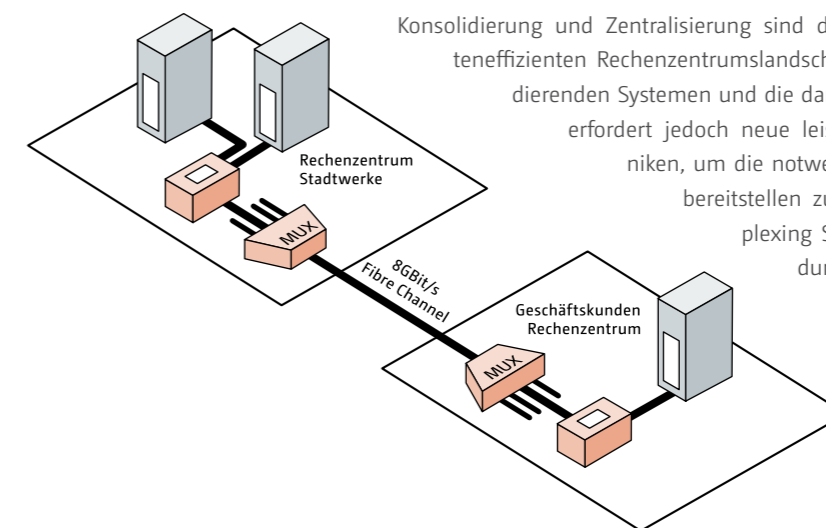 Konsolidierung und Zentralisierung sind
teneffizienten Rechenzentrumslandsch
dierenden Systemen und die da
erfordert jedoch neue leis
niken, um die notwe
bereitstellen zu
plexing S
dur
Rechenzentrum
Stadtwerke
MUX
8GBit/s
Fibre Channel
Geschäftskunden
Rechenzentrum
MUX